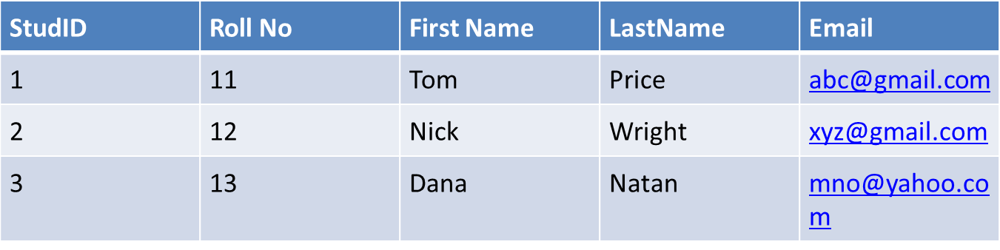 StudID Roll No First Name LastName Email
1 11 Tom Price abc@gmail.com
2 12 Nick Wright xyz@gmail.com
3 13 Dana Natan mno@yahoo.co
m